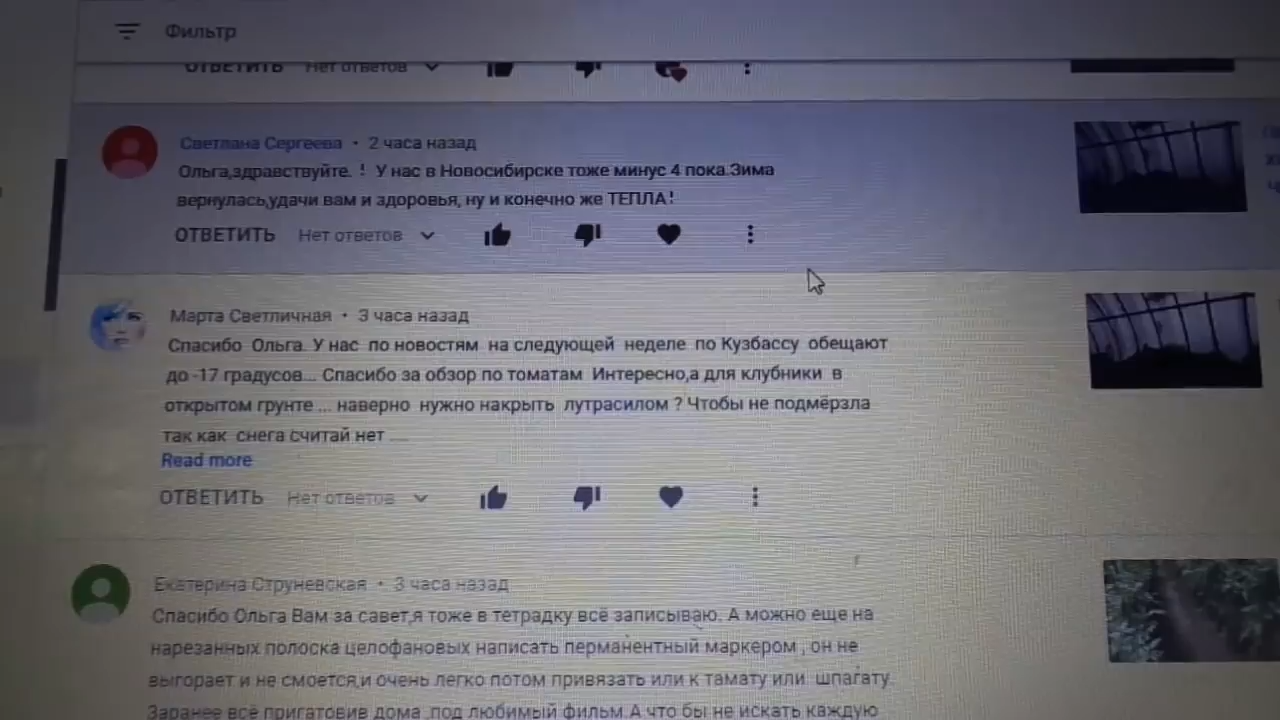 Фильтр
ОТВЕТИТЬ Нет ответов
Светлана Сергеева • 2 часа назад
Ольга,здравствуйте. ! У нас в Новосибирске тоже минус 4 пока.Зима
вернулась,удачи вам и здоровья, ну и конечно же ТЕПЛА!
ОТВЕТИТЬ Нет ответов
Марта Светличная • 3 часа назад
Спасибо Ольга. У нас по новостям на следующей неделе по Кузбассу обещают
до -17 градусов... Спасибо за обзор по томатам Интересно,а для клубники в
открытом грунте ... наверно нужно накрыть лутрасилом ? Чтобы не подмёрзла
так как снега считай нет ....
Read more
ОТВЕТИТЬ Нет ответов
Екатерина Струневская • 3 часа назад
Спасибо Ольга Вам за савет,я тоже в тетрадку всё записываю. А можно еще на
нарезанных полоска целофановых написать перманентный маркером , он не
выгорает и не смоется,и очень легко потом привязать или к тамату или шпагату.
Заранее всё пригатовив дома ,под любимый фильм.А что бы не искать каждую